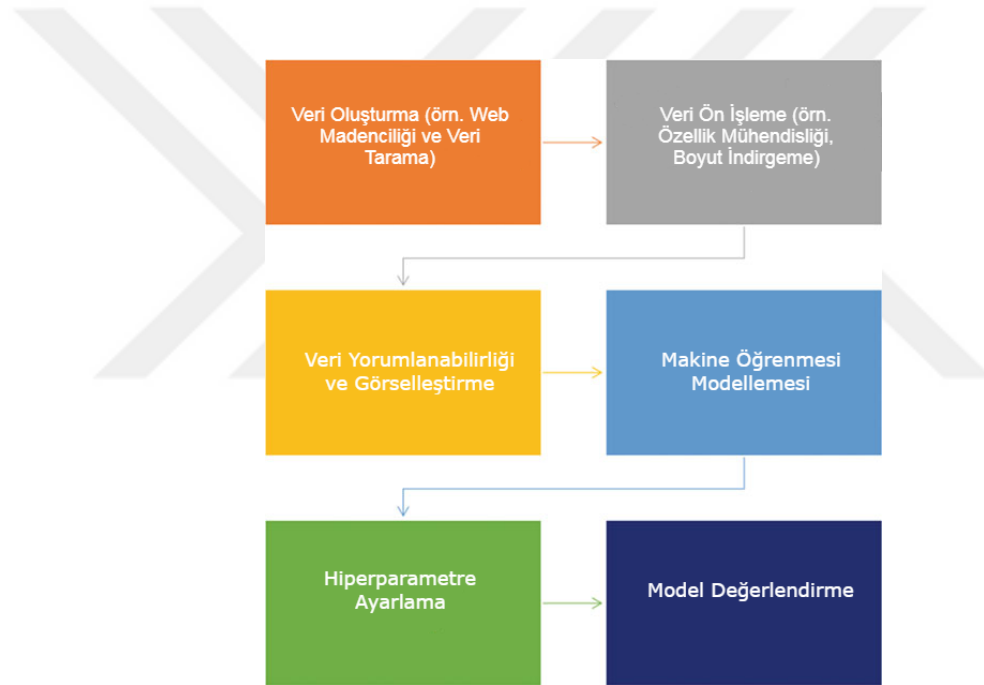 Veri Oluşturma (örn. Web
Madenciliği ve Veri
Tarama)
Veri Ön İşleme (örn.
Özellik Mühendisliği,
Boyut İndirgeme)
Veri Yorumlanabilirliği
ve Görselleştirme
Makine Öğrenmesi
Modellemesi
Hiperparametre
Ayarlama
Model Değerlendirme